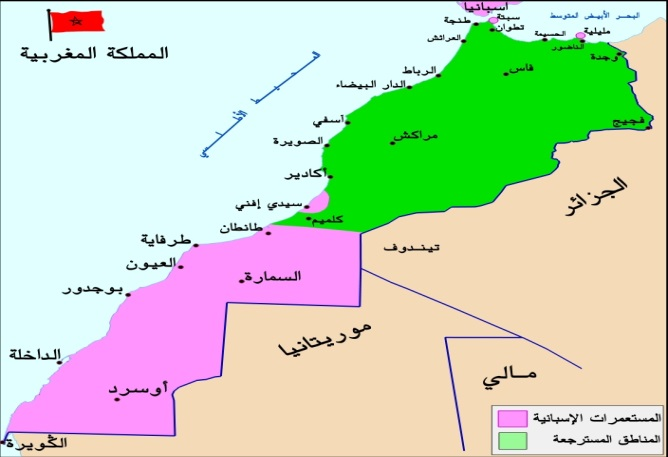 المملكة المغربية
إسبانيا
البحر الأبيض المتوسط
طنجة
سبتة
تطوان
العرائش
الحسيمة
مليلية
الناضور
وجدة
الرباط
فاس
الدار البيضاء
فجيج
آسفي
مراكش
الصويرة
أكادير
الجزائر
سيدي إفني
كلميم
طانطان
طرفاية
تيندوف
العيون
السمارة
بوجدور
موريتانيا
الداخلة
مالي
أوسرد
الكويرة
المستعمرات الإسبانية
المناطق المسترجعة